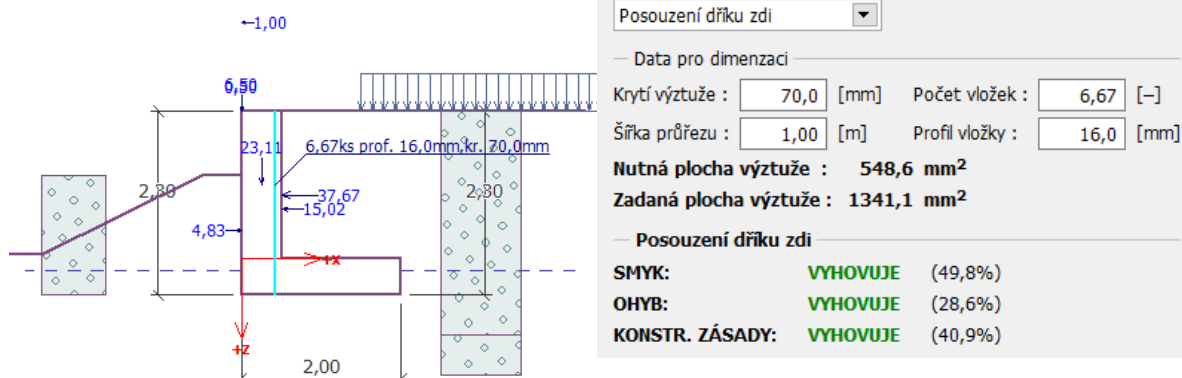 1,00
6,50
23,11
6,67ks prof. 16,0mm,kr. 70,0mm
2,30
2,30
37,67
15,02
4,83
+x
+z
2,00
Posouzení dříku zdi
Data pro dimenzaci
Krytí výztuže : 70,0 [mm] Počet vložek : 6,67 [–]
Šířka průřezu : 1,00 [m] Profil vložky : 16,0 [mm]
Nutná plocha výztuže : 548,6 mm²
Zadaná plocha výztuže : 1341,1 mm²
Posouzení dříku zdi
SMYK: VYHOVUJE (49,8%)
OHYB: VYHOVUJE (28,6%)
KONSTR. ZÁSADY: VYHOVUJE (40,9%)